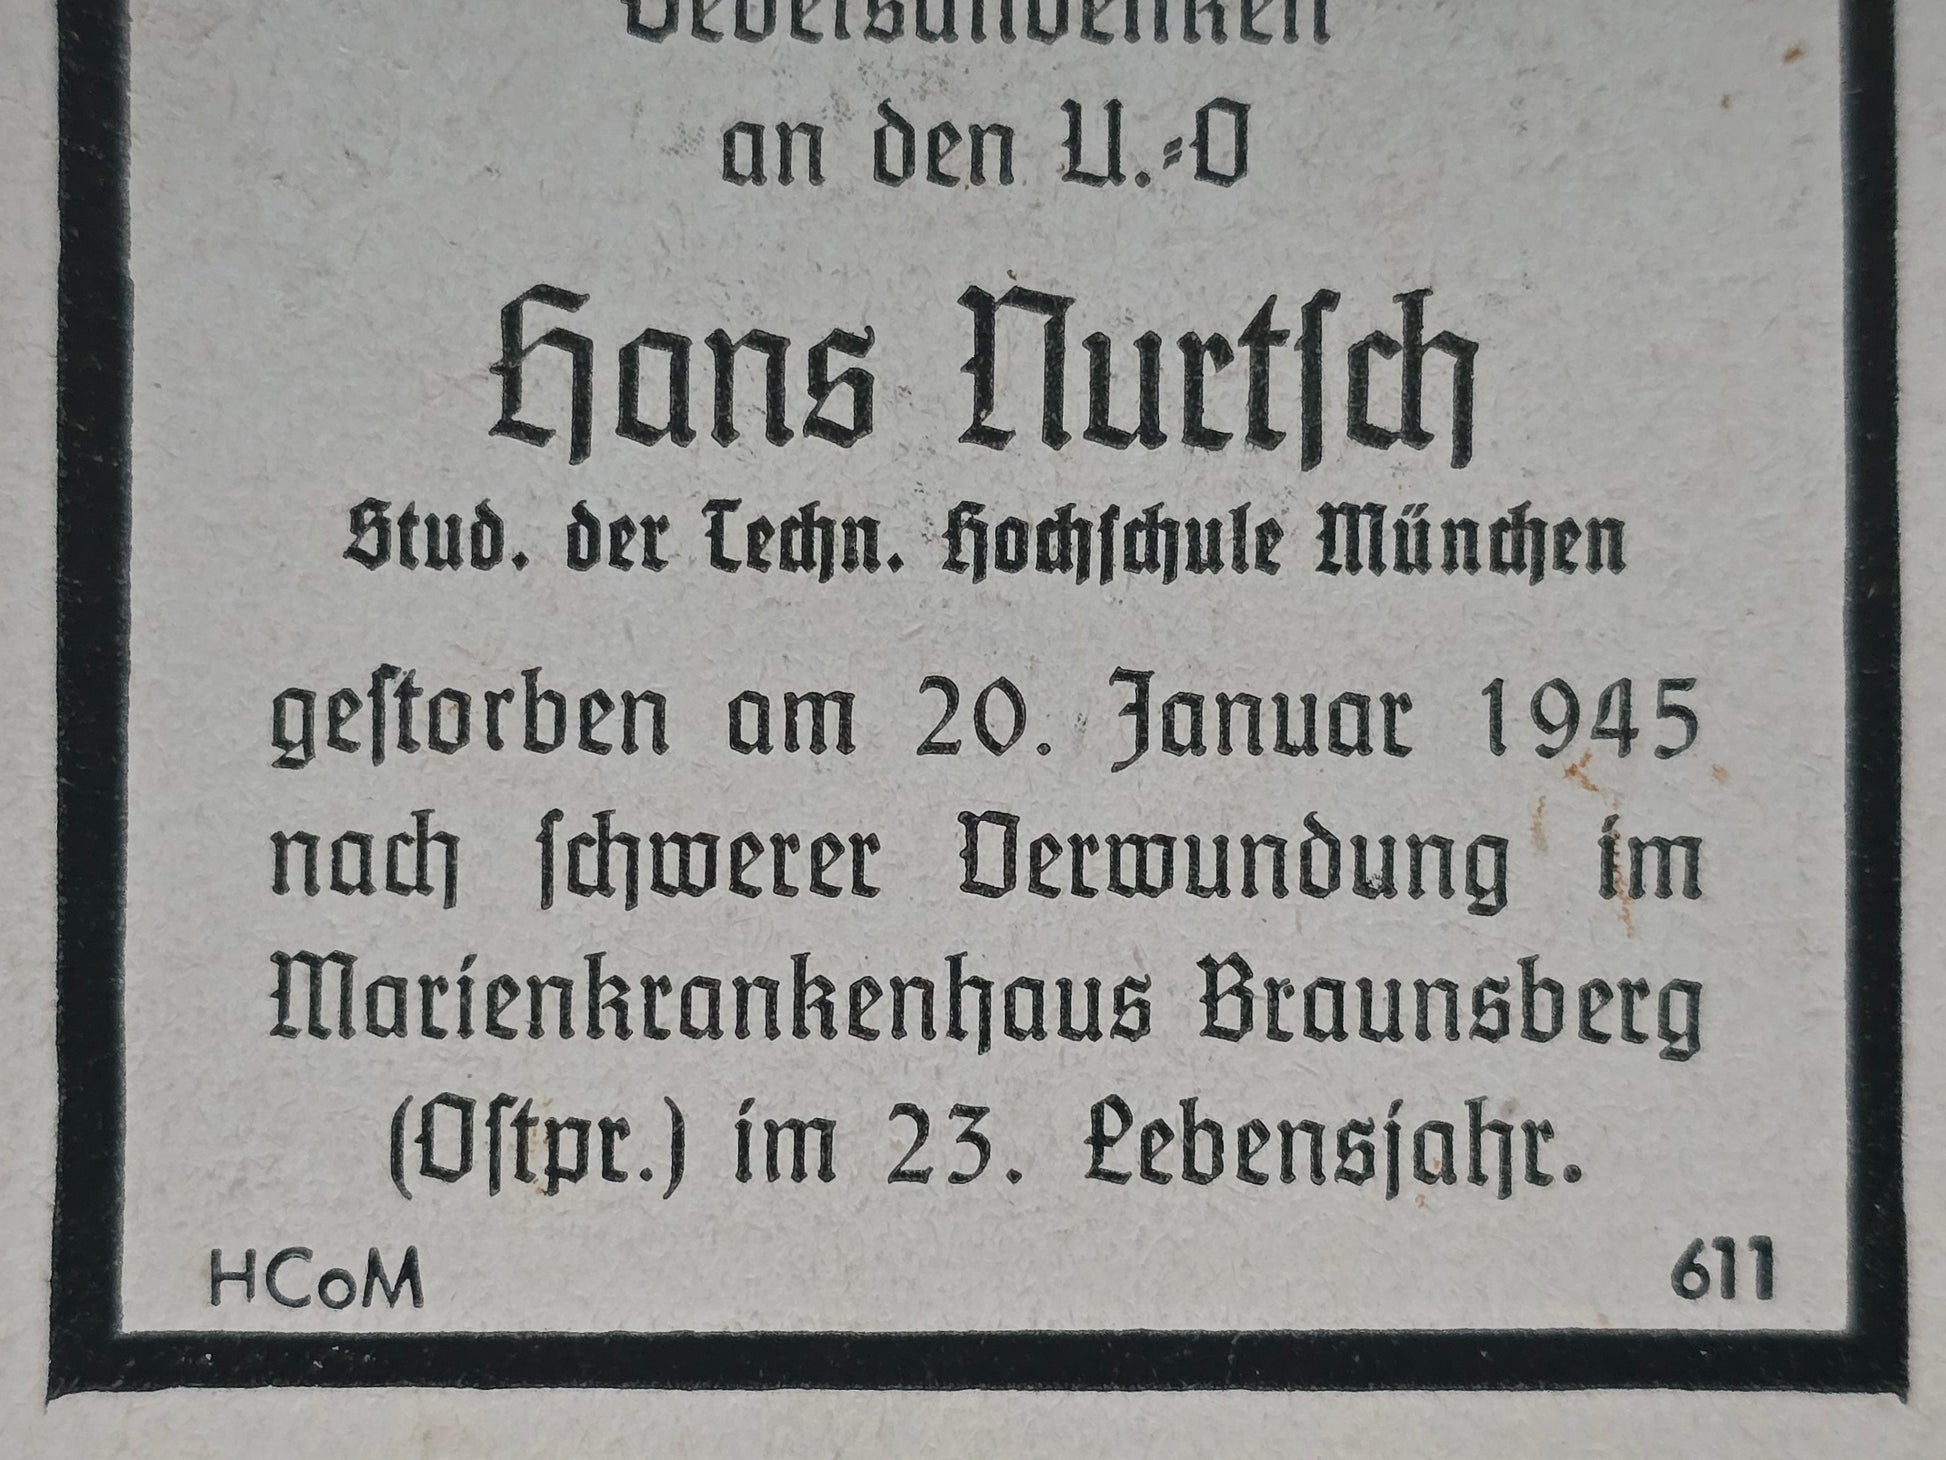 Gebetsandenken
an den U.=O
Hans Nurtsch
Stud. der Techn. Hochschule München
gestorben am 20. Januar 1945
nach schwerer Verwundung im
Marienkrankenhaus Braunsberg
(Ostpr.) im 23. Lebensjahr.
HCoM
611